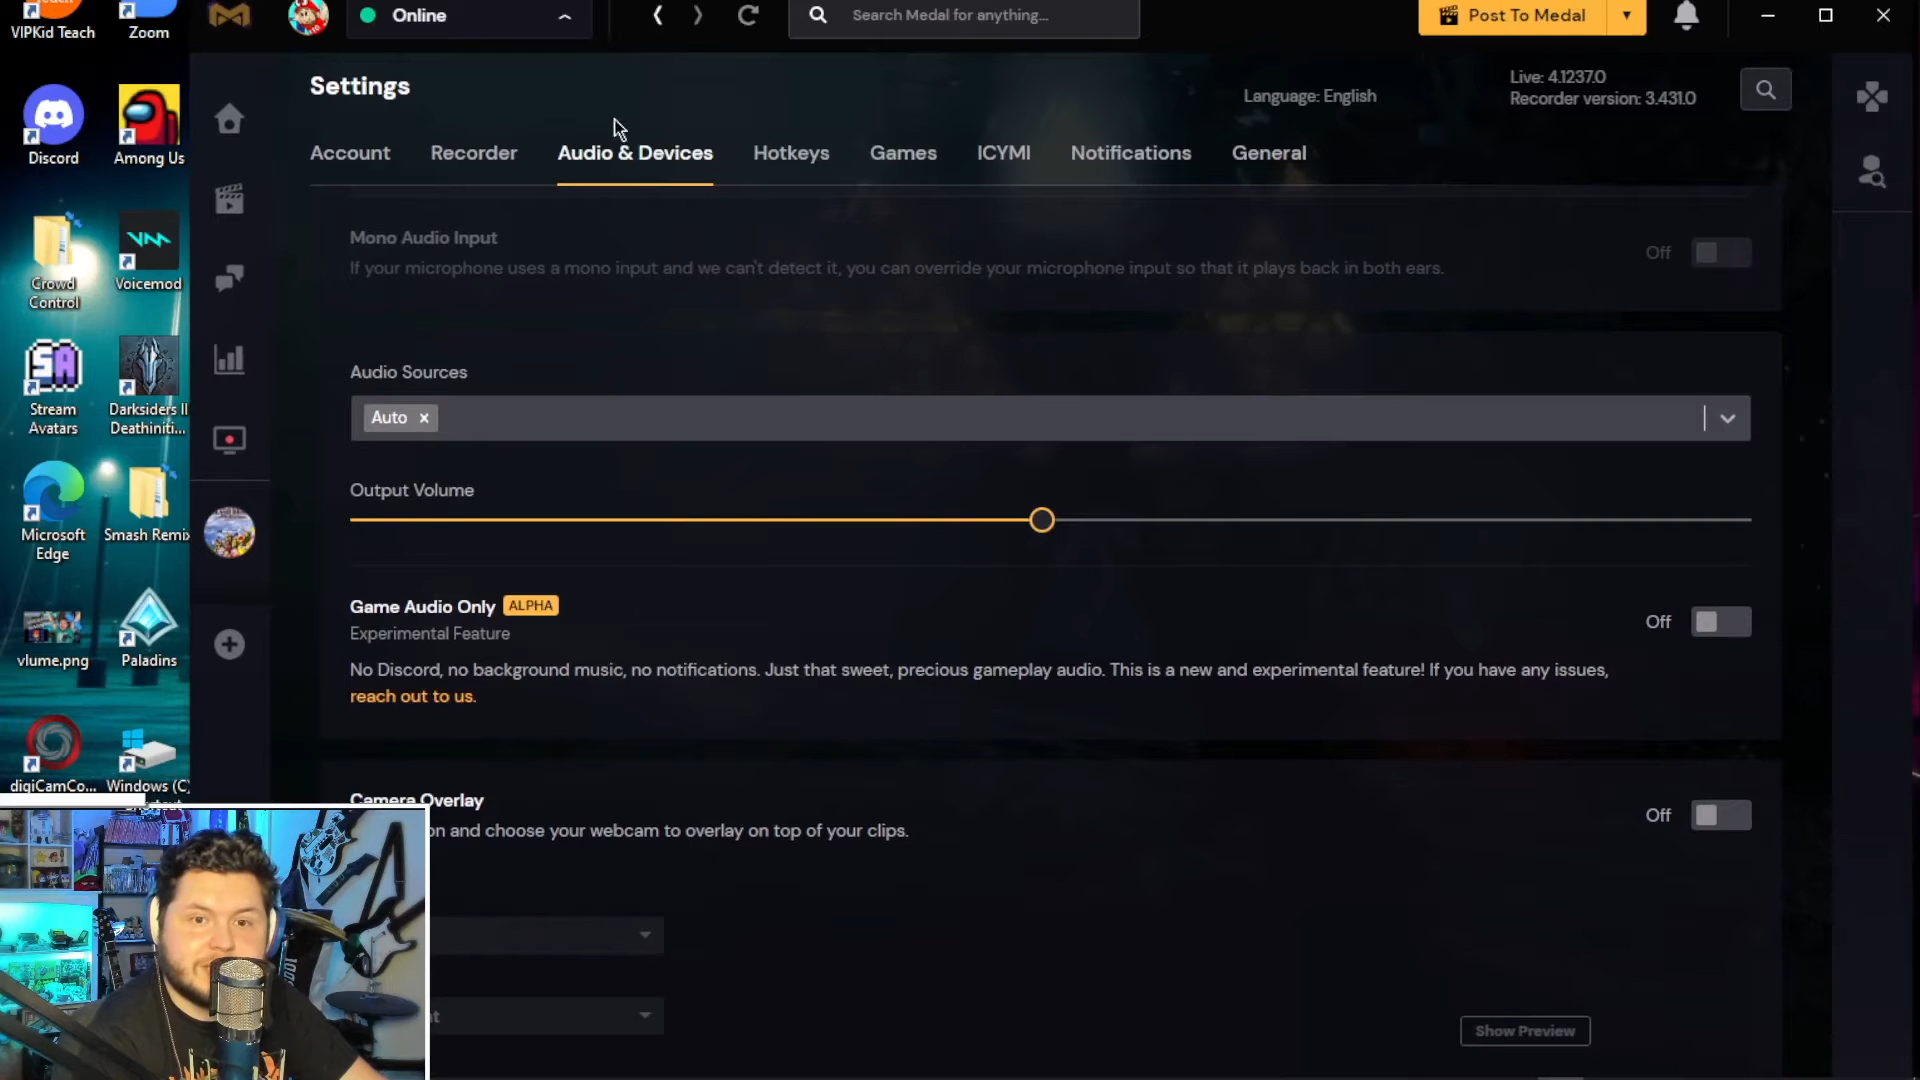 VIPKid Teach
Zoom
Online
Search Medal for anything...
Post To Medal
Settings
Language: English
Live: 4.1237.0
Recorder version: 3.431.0
Account
Recorder
Audio & Devices
Hotkeys
Games
ICYMI
Notifications
General
Discord
Among Us
Mono Audio Input
If your microphone uses a mono input and we can't detect it, you can override your microphone input so that it plays back in both ears.
Off
Crowd
Control
Voicemod
Audio Sources
Auto
SA
Stream
Avatars
Darksiders II
Deathiniti...
Output Volume
Microsoft
Edge
Smash Remix
Game Audio Only ALPHA
Experimental Feature
Off
No Discord, no background music, no notifications. Just that sweet, precious gameplay audio. This is a new and experimental feature! If you have any issues,
reach out to us.
vlume.png
Paladins
digiCamCo...
Windows (C)
Camera Overlay
on and choose your webcam to overlay on top of your clips.
Off
Show Preview